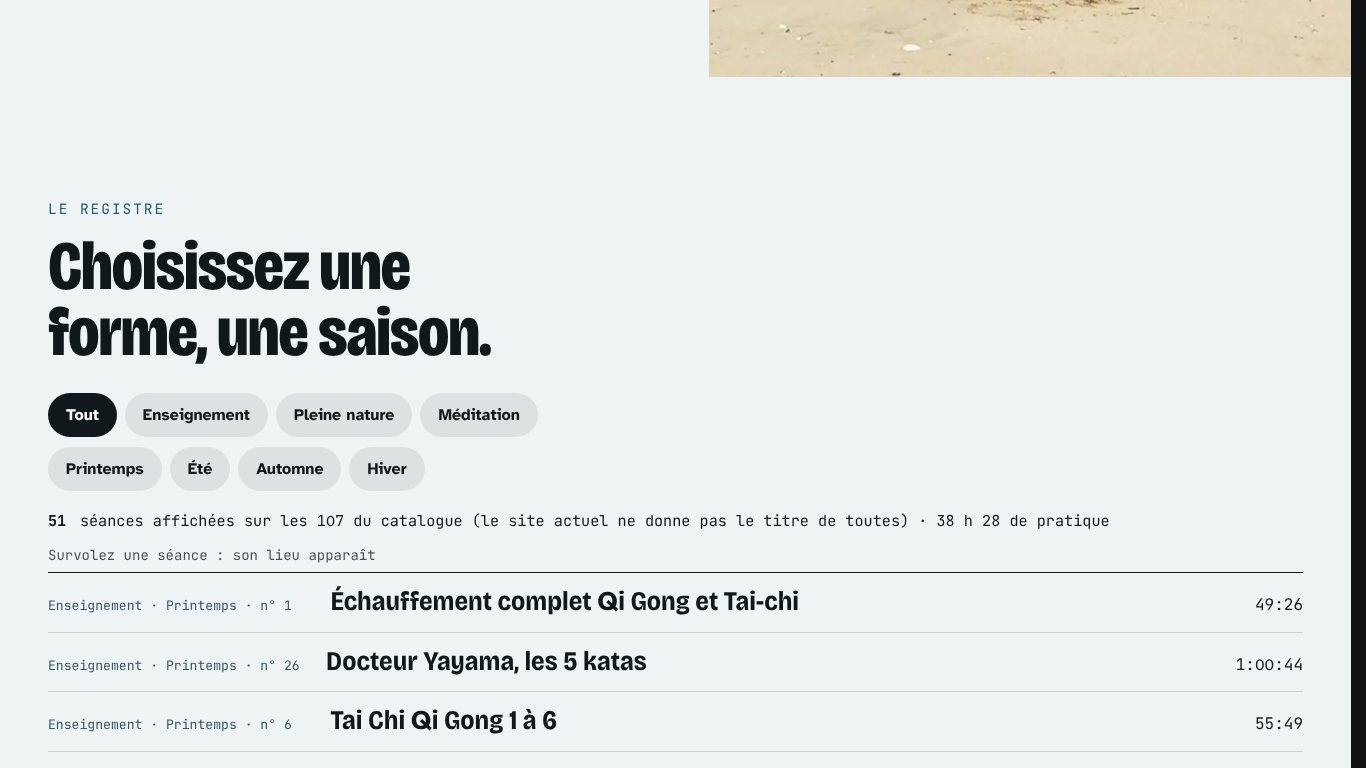 LE REGISTRE
Choisissez une
forme, une saison.
Tout Enseignement Pleine nature Méditation
Printemps Été Automne Hiver
51 séances affichées sur les 107 du catalogue (le site actuel ne donne pas le titre de toutes) · 38 h 28 de pratique
Survolez une séance : son lieu apparaît
Enseignement · Printemps · n° 1 Échauffement complet Qi Gong et Tai-chi 49:26
Enseignement · Printemps · n° 26 Docteur Yayama, les 5 katas 1:00:44
Enseignement · Printemps · n° 6 Tai Chi Qi Gong 1 à 6 55:49